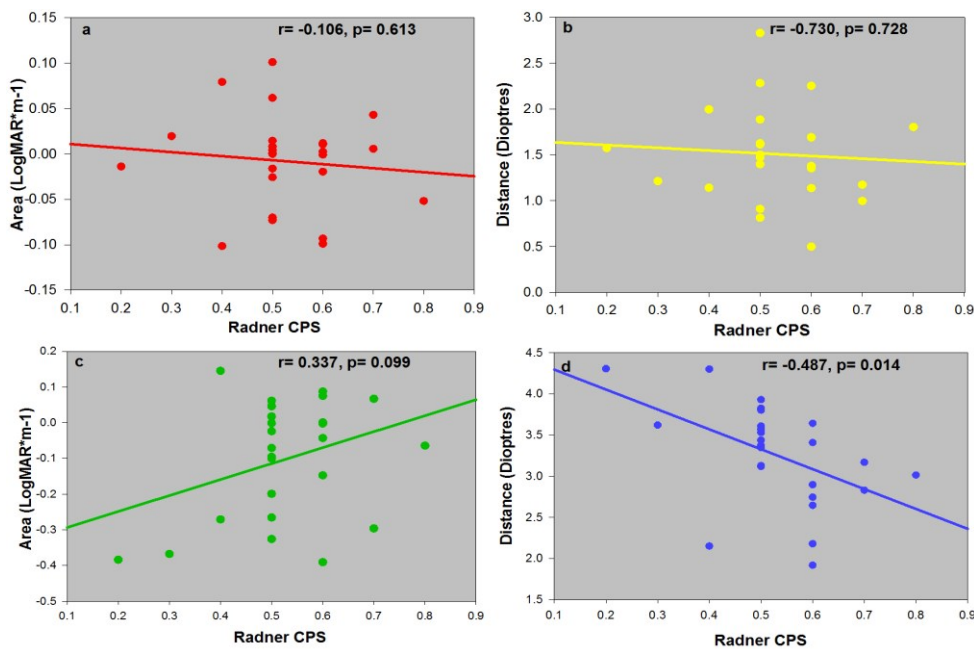 a
r= -0.106, p= 0.613
Area (LogMAR*m-1)
0.15
0.10
0.05
0.00
-0.05
-0.10
-0.15
0.1 0.2 0.3 0.4 0.5 0.6 0.7 0.8 0.9
Radner CPS
b
r= -0.730, p= 0.728
Distance (Dioptres)
3.0
2.5
2.0
1.5
1.0
0.5
0.0
0.1 0.2 0.3 0.4 0.5 0.6 0.7 0.8 0.9
Radner CPS
c
r= 0.337, p= 0.099
Area (LogMAR*m-1)
0.2
0.1
0.0
-0.1
-0.2
-0.3
-0.4
-0.5
0.1 0.2 0.3 0.4 0.5 0.6 0.7 0.8 0.9
Radner CPS
d
r= -0.487, p= 0.014
Distance (Dioptres)
4.5
4.0
3.5
3.0
2.5
2.0
1.5
0.1 0.2 0.3 0.4 0.5 0.6 0.7 0.8 0.9
Radner CPS